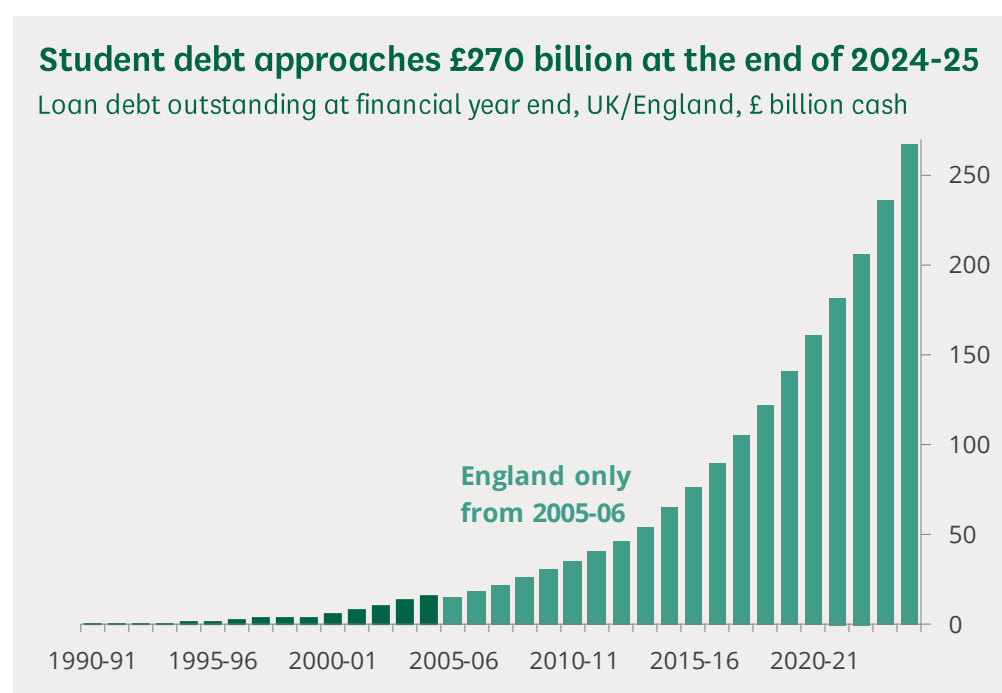 Student debt approaches £270 billion at the end of 2024-25
Loan debt outstanding at financial year end, UK/England, £ billion cash
250
200
150
100
England only
from 2005-06
50
0
1990-91 1995-96 2000-01 2005-06 2010-11 2015-16 2020-21